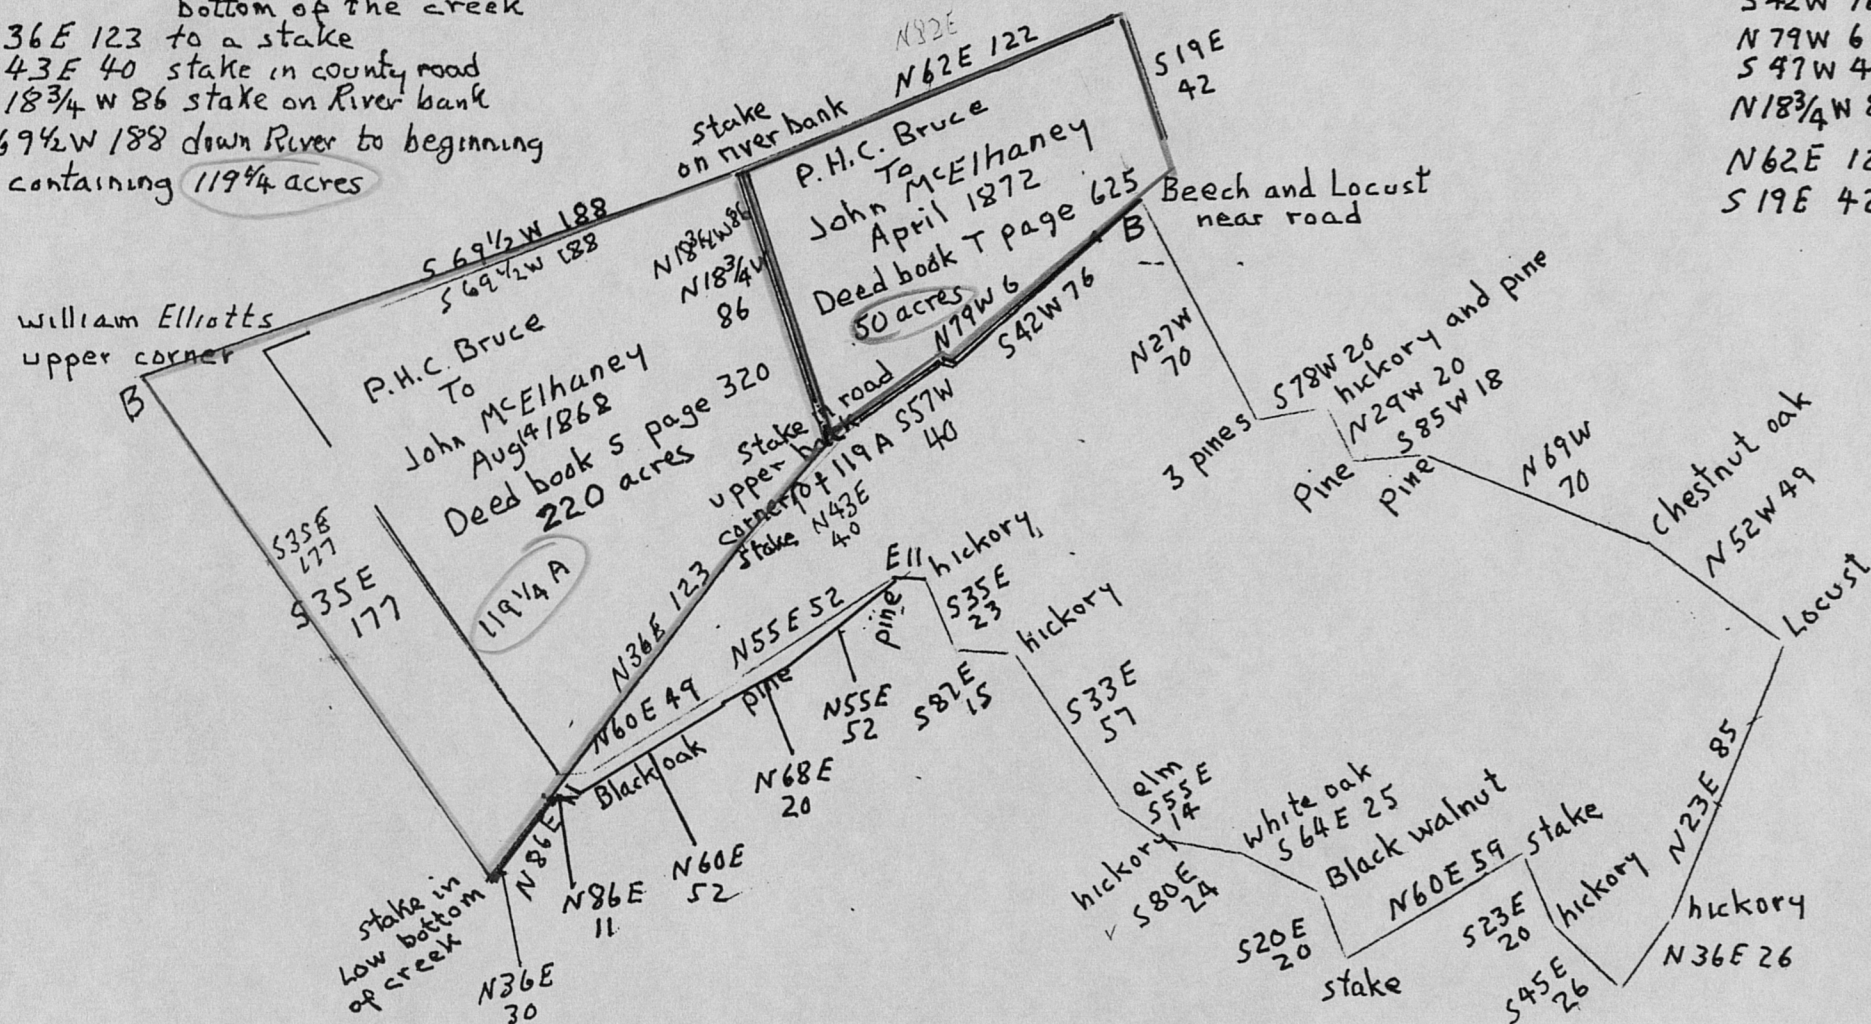 bottom of the creek
36E 123 to a stake
43E 40 stake in county road
18 3/4 W 86 stake on River bank
69 1/2 W 188 down River to beginning
containing 119 1/4 acres
N 79W 6
N18 3/4 W
N62E
S 19E 42
N82E
N62E 122
S19E
42
stake
on river bank
P.H.C. Bruce
To
John McElhaney
April 1872
Deed book T page 625
50 acres
Beech and Locust
near road
B
S 69 1/2 W 188
S 69 1/2 W 188
N18 3/4 W 86
N18 3/4 W
86
William Elliotts
upper corner
B
P.H.C. Bruce
To
John McElhaney
Aug 14 1868
Deed book S page 320
220 acres
119 1/4 A
S35E
177
S35E
177
N79W 6
S42W 76
S57W
40
stake in road
upper back
corner of 119 A
stake
N43E
40
N36E 123
N27W
70
3 pines
S78W 20
hickory and pine
N29W 20
S85W 18
Pine
Pine
N69W
70
Chestnut oak
N52W 49
Locust
N60E 49
N55E 52
pine
E11
hickory
S35E
23
hickory
S82E
15
S33E
57
Black oak
pine
N55E
52
N68E
20
N60E
52
N86E
N86E
11
stake in
Low bottom
of creek
N36E
30
elm
S55E
14
hickory
S80E
24
white oak
S64E 25
Black walnut
S20E
20
stake
N60E 59
stake
S23E
20
hickory
S45E
26
N23E 85
hickory
N36E 26